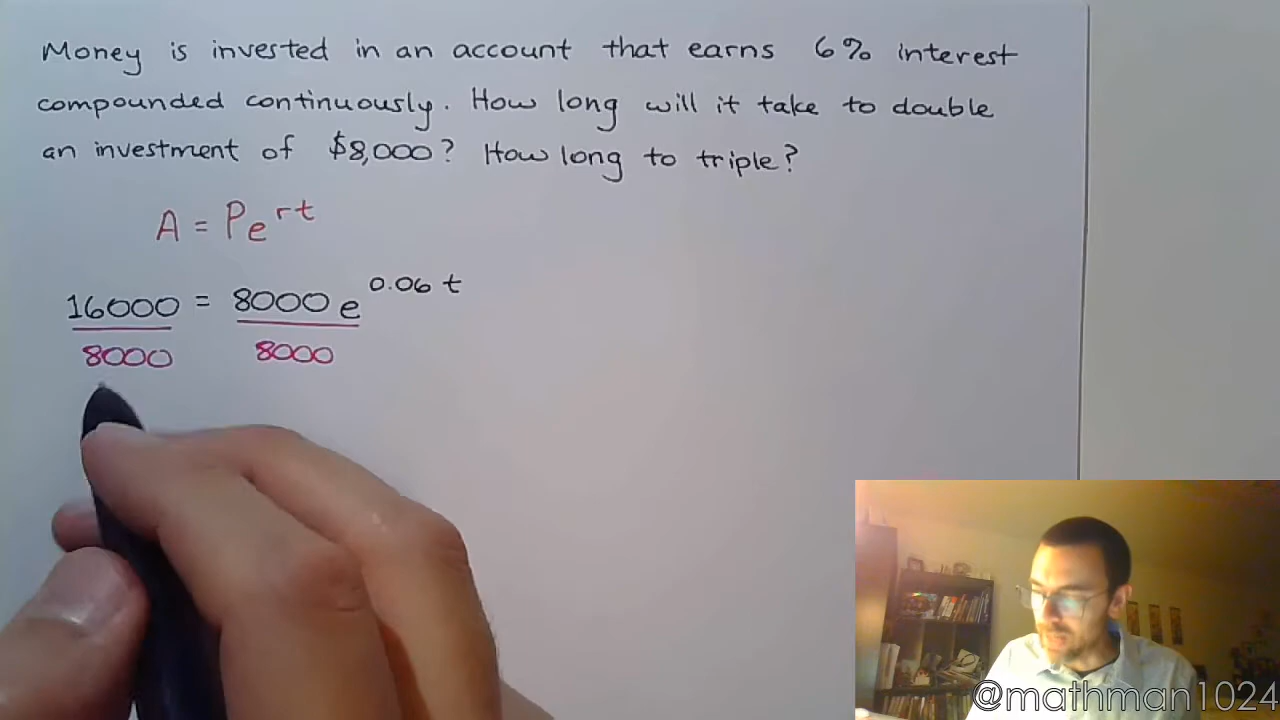 Money is invested in an account that earns 6% interest
compounded continuously. How long will it take to double
an investment of $8,000? How long to triple?
A = Pe^rt
16000 = 8000 e^0.06 t
8000 8000
@mathman1024